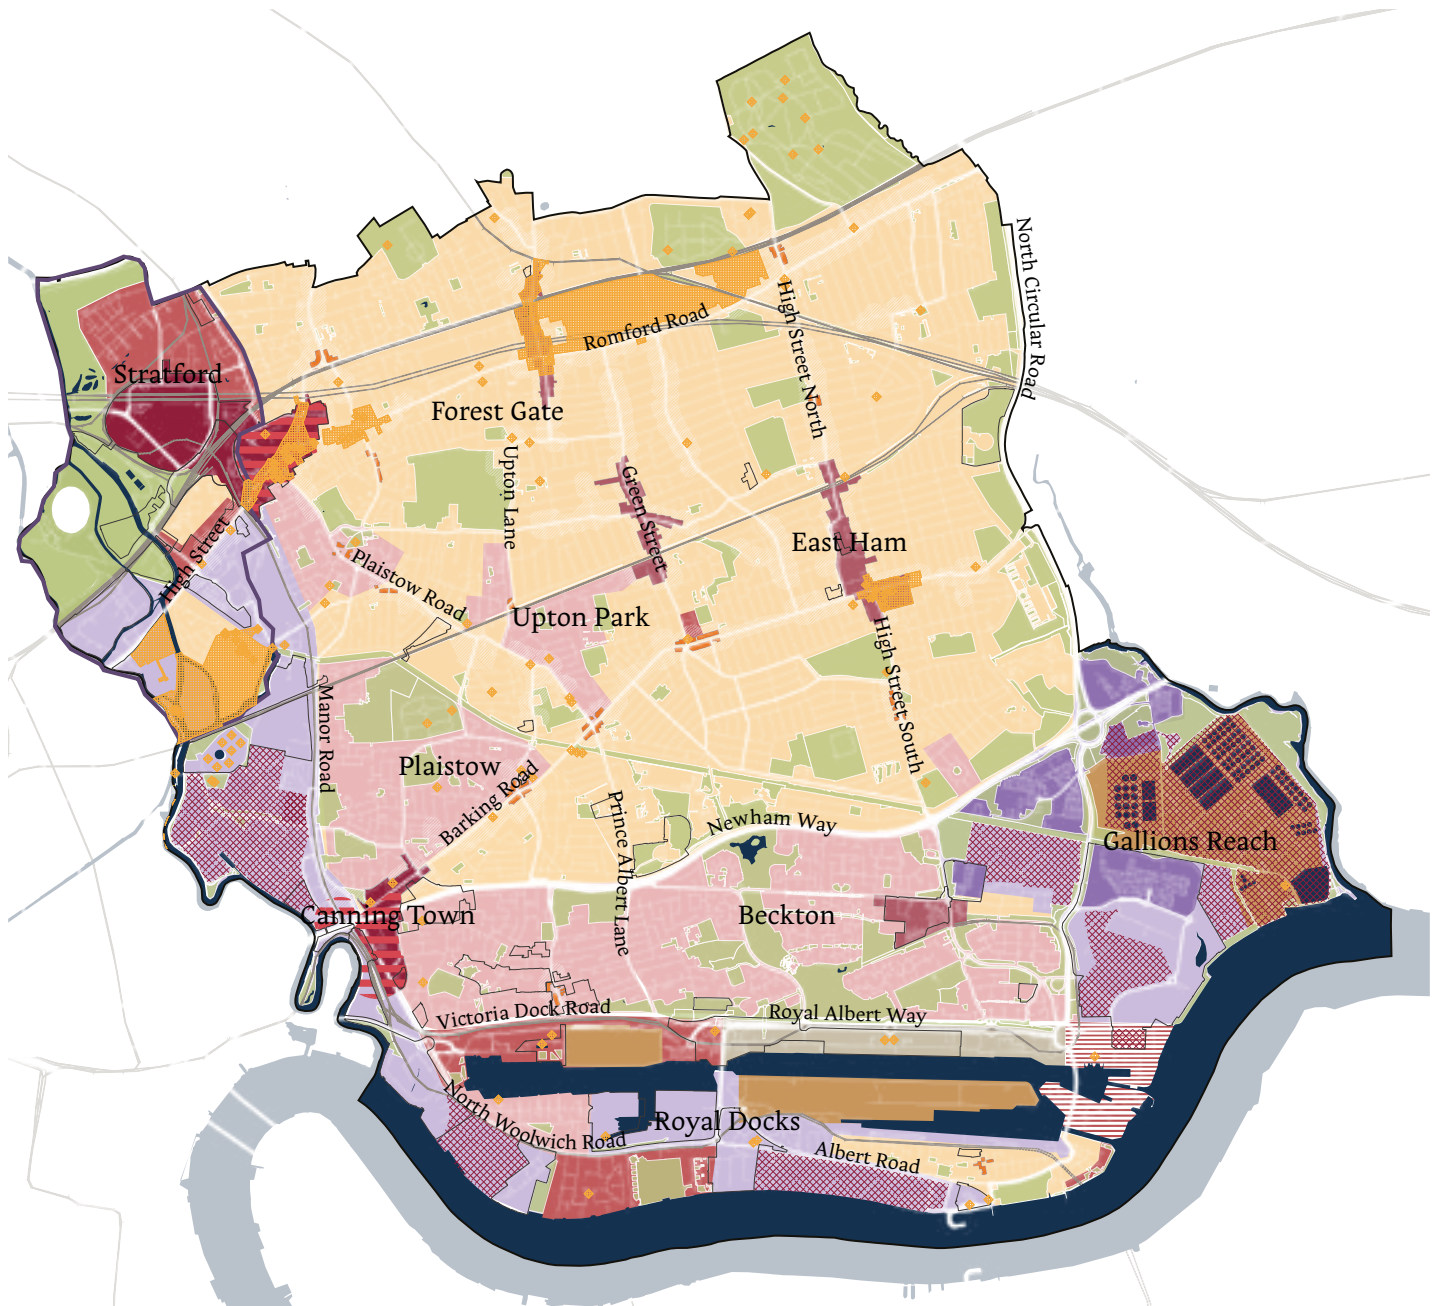 North Circular Road
High Street North
Romford Road
Stratford
Forest Gate
Upton Lane
Green Street
High Street
East Ham
Plaistow Road
Upton Park
High Street South
Manor Road
Plaistow
Barking Road
Prince Albert Lane
Newham Way
Gallions Reach
Canning Town
Beckton
Victoria Dock Road
Royal Albert Way
North Woolwich Road
Royal Docks
Albert Road